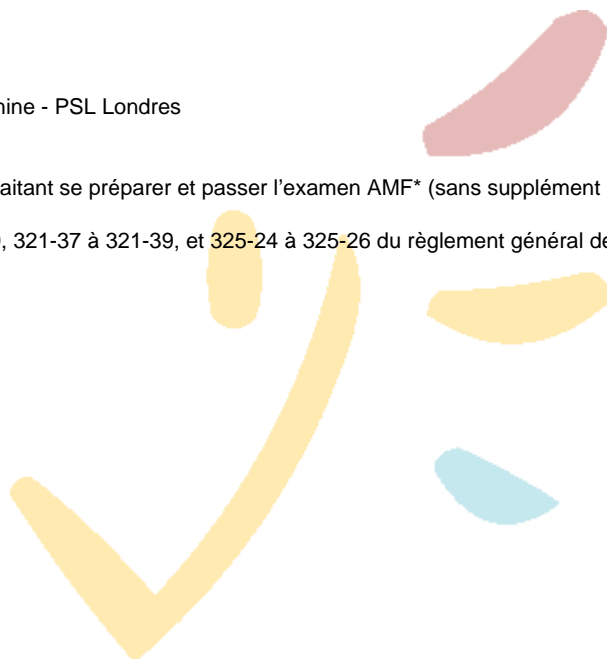 nine - PSL Londres
aitant se préparer et passer l'examen AMF* (sans supplément
, 321-37 à 321-39, et 325-24 à 325-26 du règlement général de